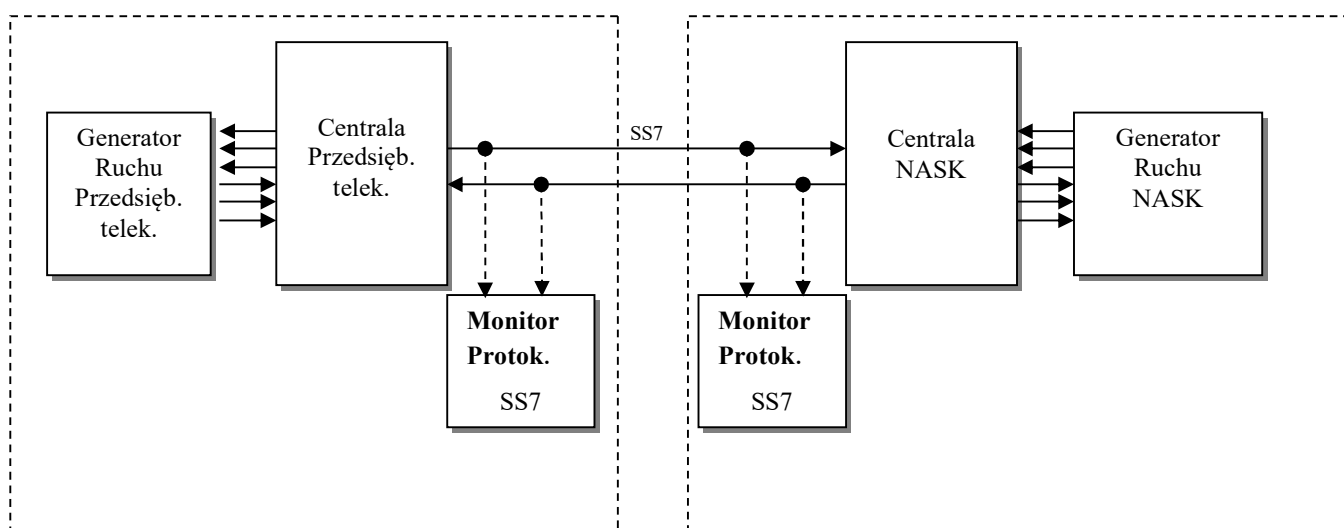 Generator
Ruchu
Przedsięb.
telek.
Centrala
Przedsięb.
telek.
SS7
Centrala
NASK
Generator
Ruchu
NASK
Monitor
Protok.
SS7
Monitor
Protok.
SS7